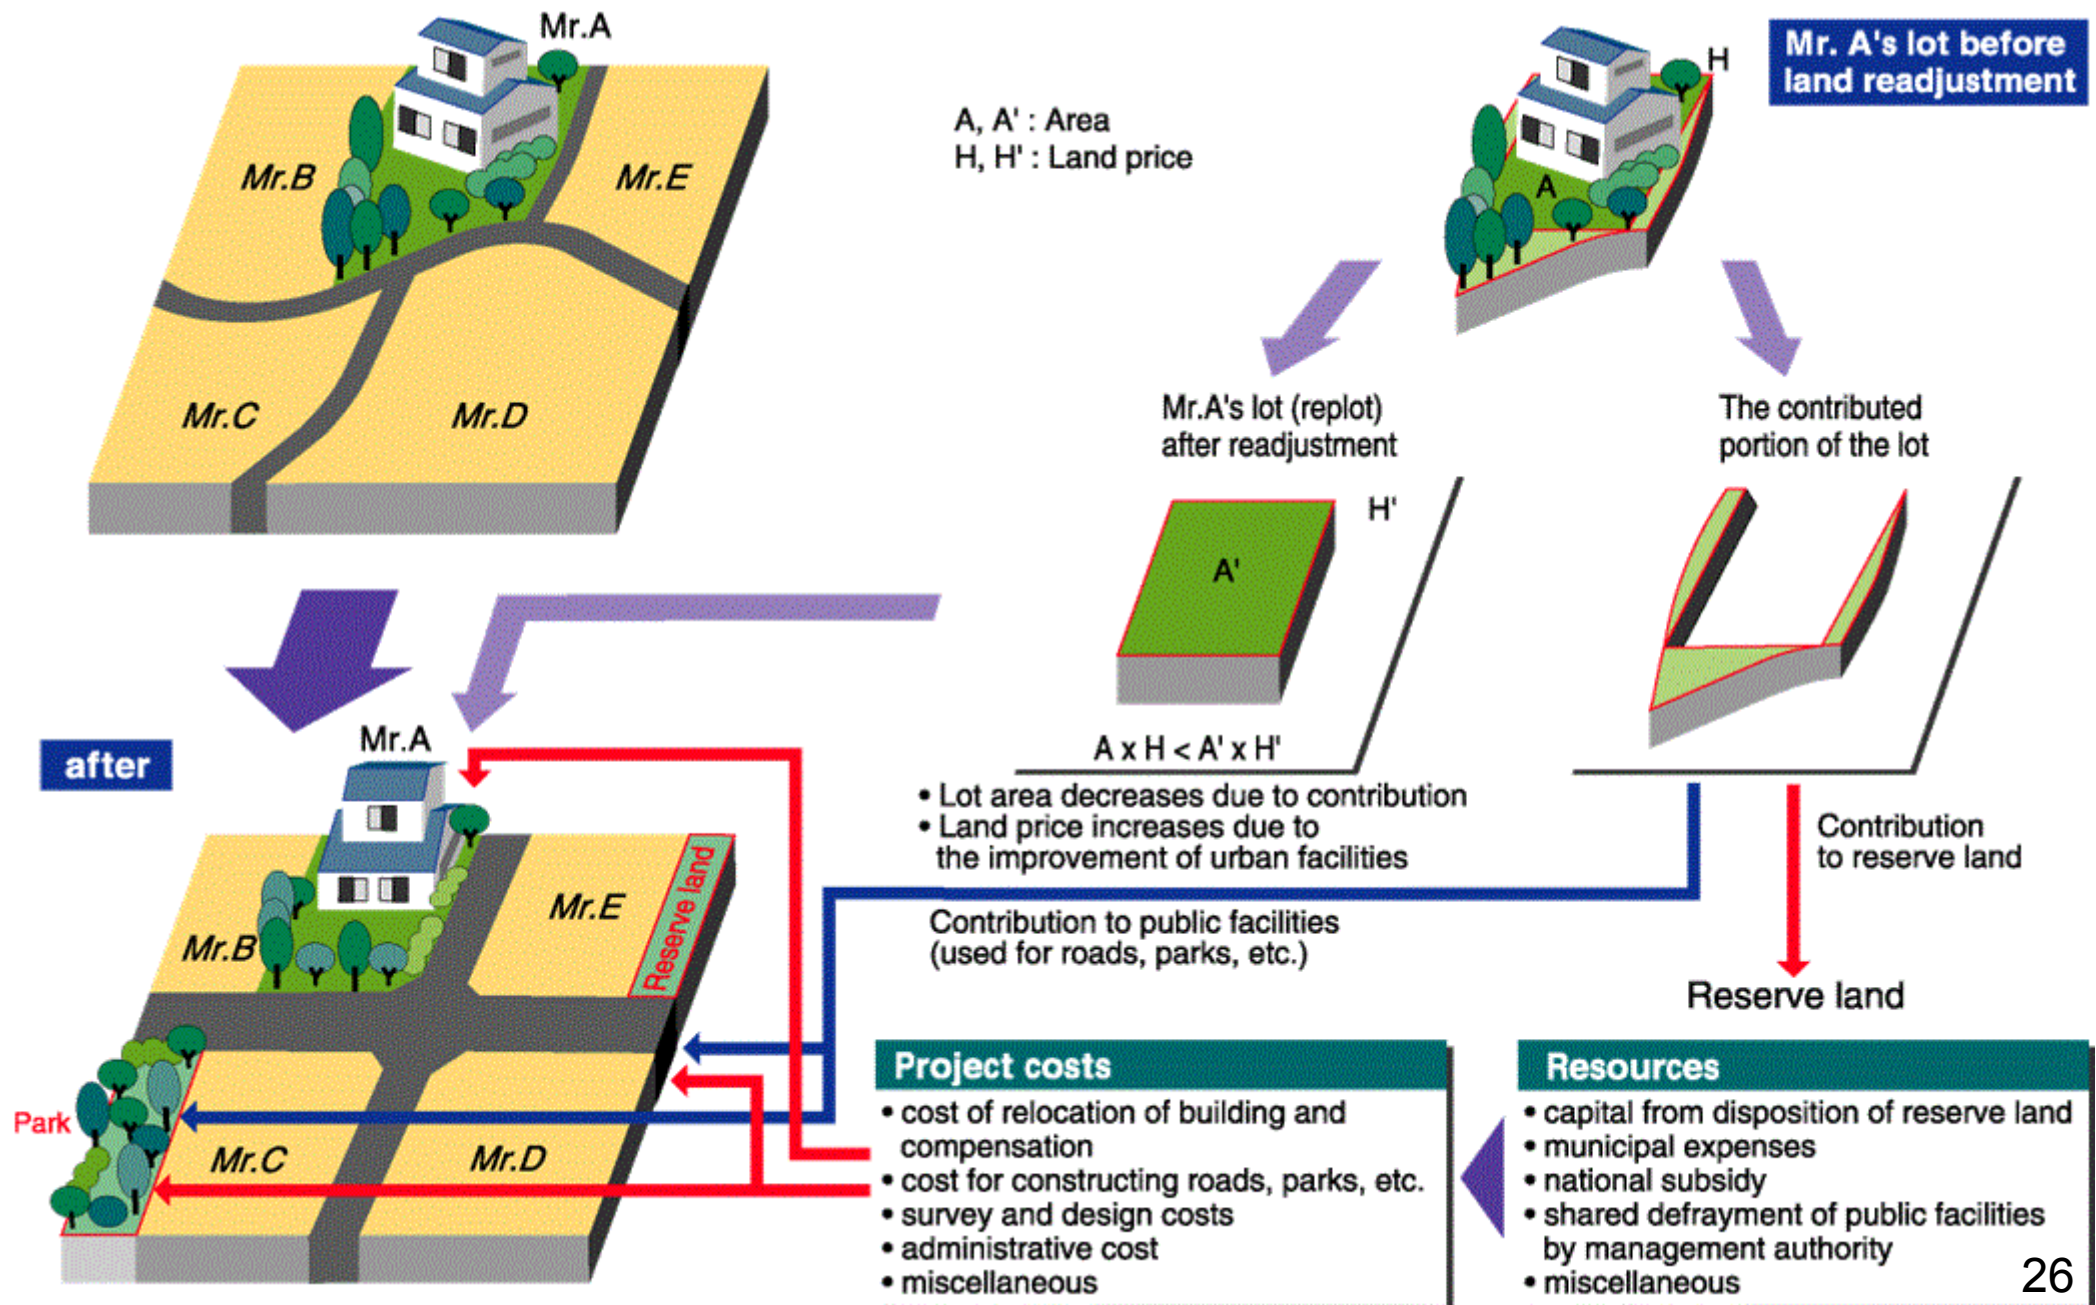 Mr.A
Mr.B
Mr.E
Mr.C
Mr.D
A, A' : Area
H, H' : Land price
Mr. A's lot before
land readjustment
H
A
Mr.A's lot (replot)
after readjustment
The contributed
portion of the lot
H'
A'
A x H < A' x H'
• Lot area decreases due to contribution
• Land price increases due to
the improvement of urban facilities
Contribution to public facilities
(used for roads, parks, etc.)
Contribution
to reserve land
Reserve land
after
Mr.A
Mr.B
Mr.E
Reserve land
Park
Mr.C
Mr.D
Project costs
• cost of relocation of building and
compensation
• cost for constructing roads, parks, etc.
• survey and design costs
• administrative cost
• miscellaneous
Resources
• capital from disposition of reserve land
• municipal expenses
• national subsidy
• shared defrayment of public facilities
by management authority
• miscellaneous
26